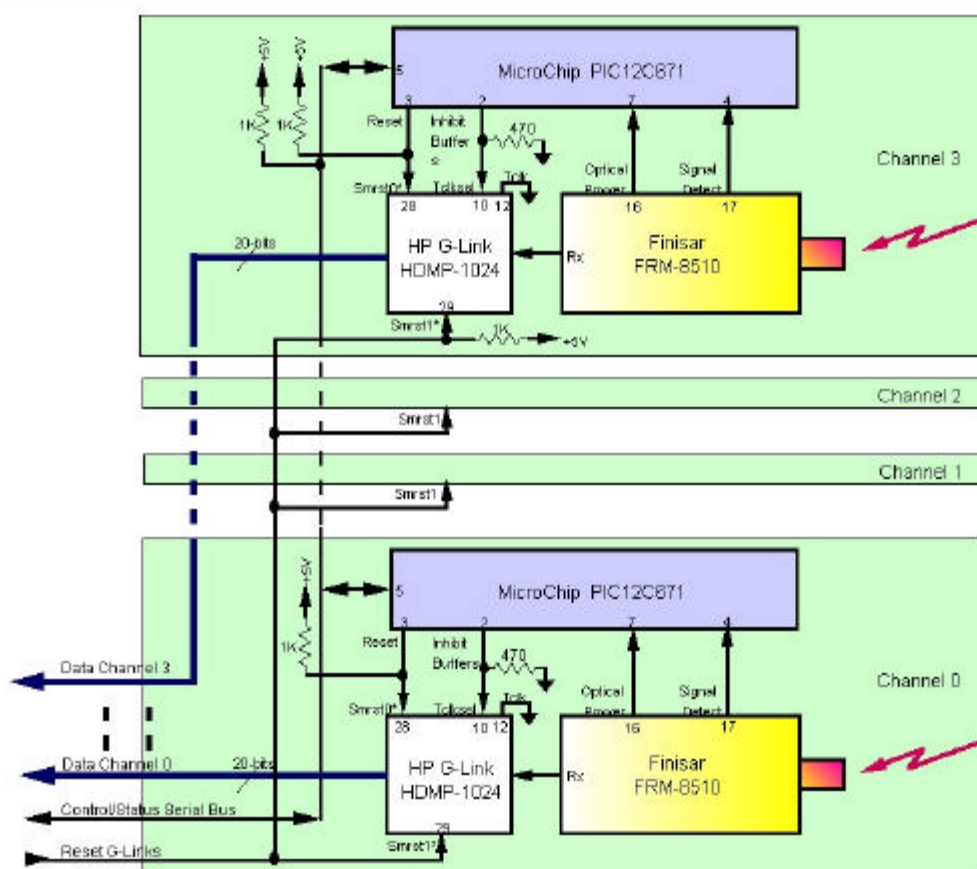 +5V
+5V
5
MicroChip PIC12C671
3
2
7
4
1K
1K
Reset
Inhibit
Buffer
s
470
Optical
Power
Signal
Detect
Channel 3
Smrst0*
Tclksel
Tclk
28
10
12
16
17
20-bits
HP G-Link
HDMP-1024
Rx
Finisar
FRM-8510
29
Smrst1*
1K
+5V
Channel 2
Smrst1
Channel 1
Smrst1
+5V
5
MicroChip PIC12C671
3
2
7
4
1K
Reset
Inhibit
Buffers
470
Optical
Power
Signal
Detect
Channel 0
Data Channel 3
Smrst0*
Tclksel
Tclk
28
10
12
16
17
Data Channel 0
20-bits
HP G-Link
HDMP-1024
Rx
Finisar
FRM-8510
Control/Status Serial Bus
29
Reset G-Links
Smrst1*